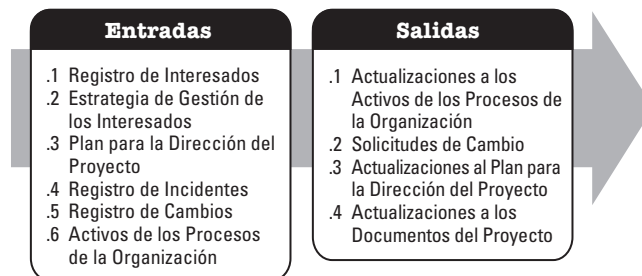 Entradas
.1 Registro de Interesados
.2 Estrategia de Gestión de
los Interesados
.3 Plan para la Dirección del
Proyecto
.4 Registro de Incidentes
.5 Registro de Cambios
.6 Activos de los Procesos
de la Organización
Salidas
.1 Actualizaciones a los
Activos de los Procesos de
la Organización
.2 Solicitudes de Cambio
.3 Actualizaciones al Plan para
la Dirección del Proyecto
.4 Actualizaciones a los
Documentos del Proyecto